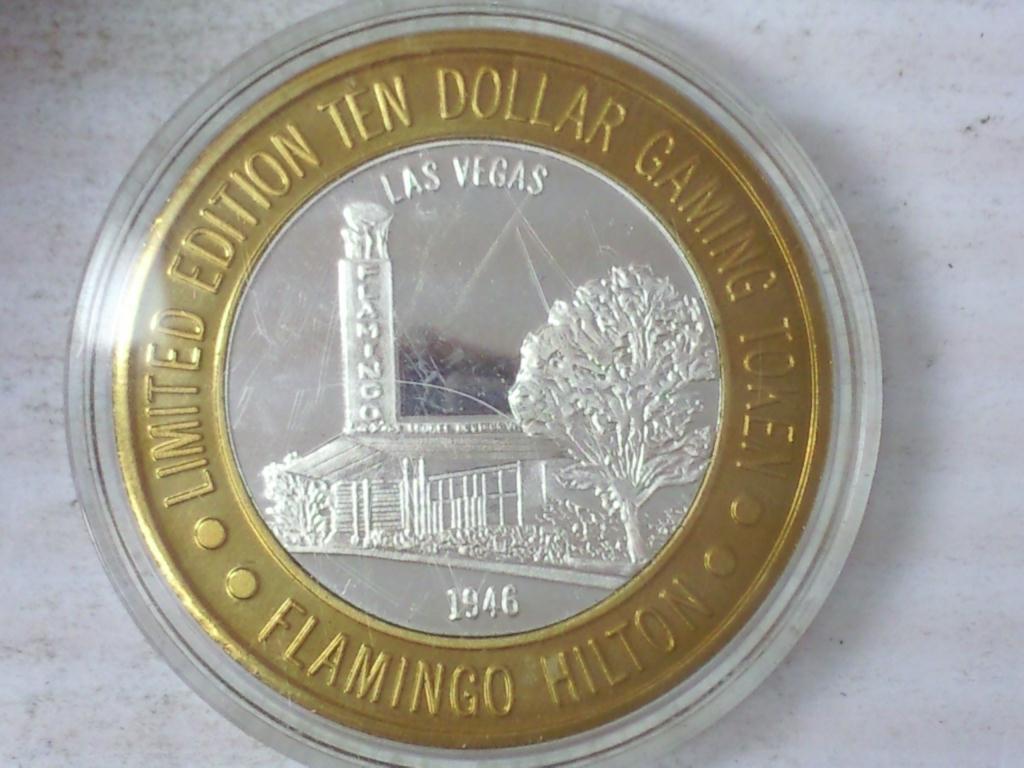 LIMITED EDITION TEN DOLLAR GAMING TOKEN
LAS VEGAS
FLAMINGO
1946
FLAMINGO HILTON